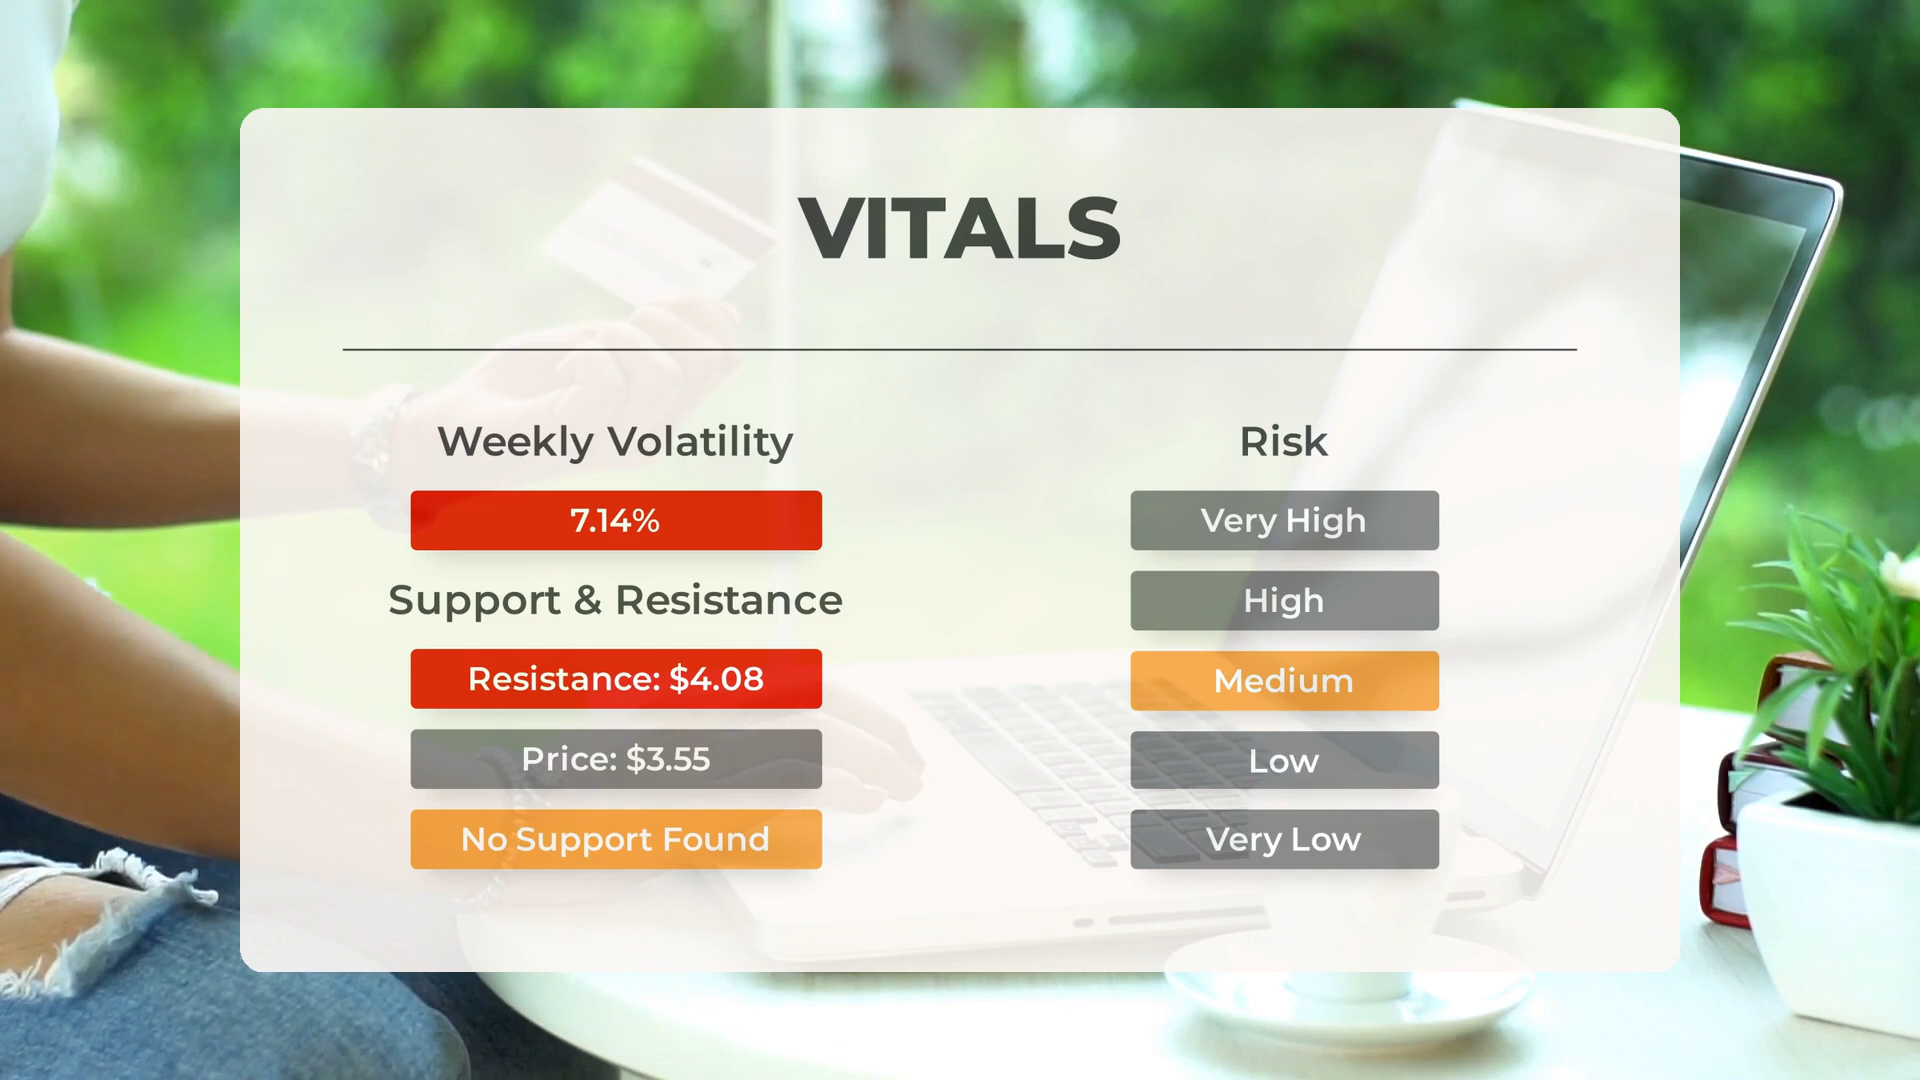 VITALS
Weekly Volatility
7.14%
Support & Resistance
Resistance: $4.08
Price: $3.55
No Support Found
Risk
Very High
High
Medium
Low
Very Low